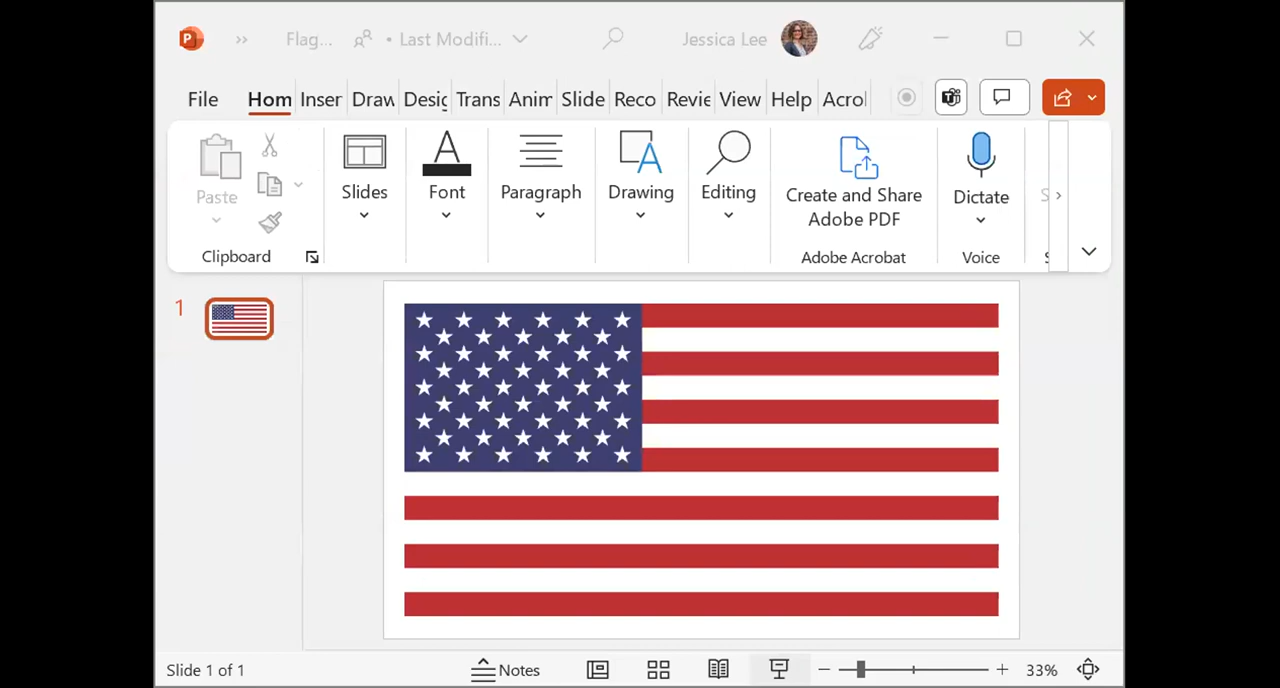 P Flag... • Last Modifi... Jessica Lee
File Hom Inser Draw Desig Trans Anim Slide Reco Revie View Help Acrol
Paste Slides Font Paragraph Drawing Editing Create and Share Adobe PDF Dictate S
Clipboard Adobe Acrobat Voice
1
Slide 1 of 1 Notes 33%